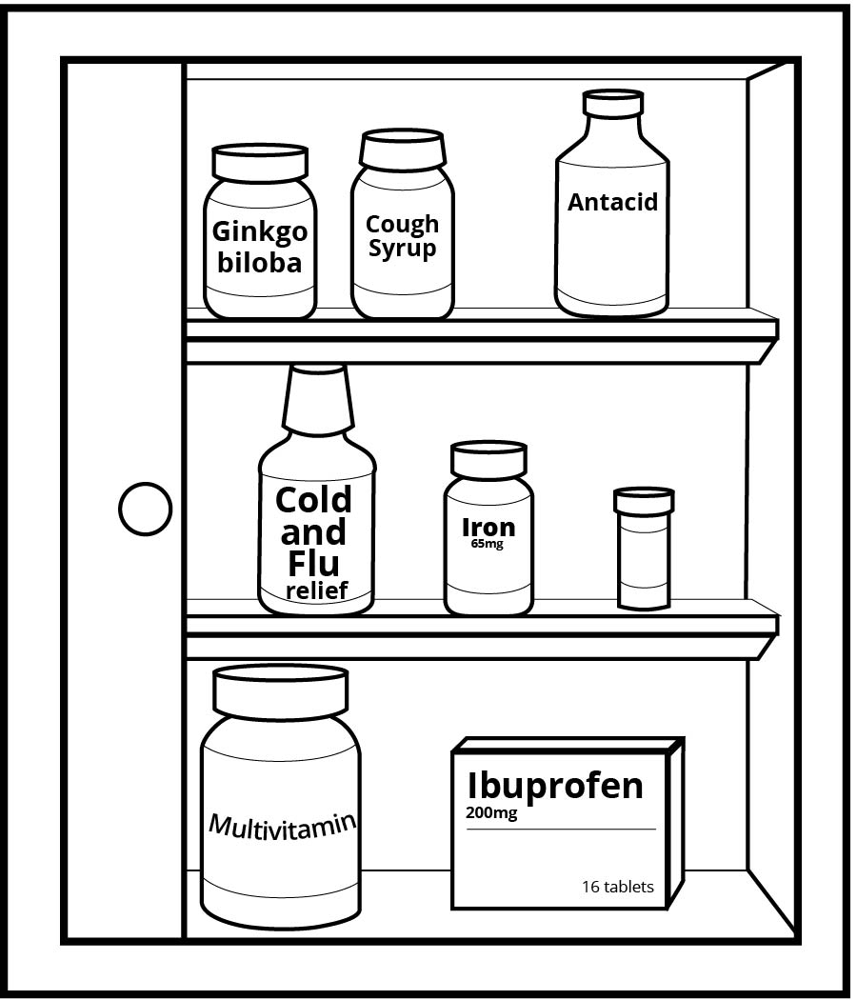 Ginkgo
biloba
Cough
Syrup
Antacid
Cold
and
Flu
relief
Iron
65mg
Multivitamin
Ibuprofen
200mg
16 tablets